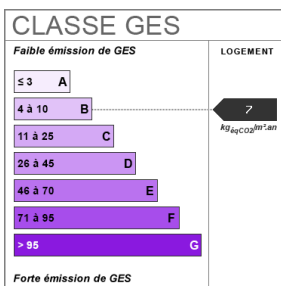 CLASSE GES
Faible émission de GES
LOGEMENT
≤ 3 A
4 à 10 B
7
kgéqCO2/m².an
11 à 25 C
26 à 45 D
46 à 70 E
71 à 95 F
> 95 G
Forte émission de GES